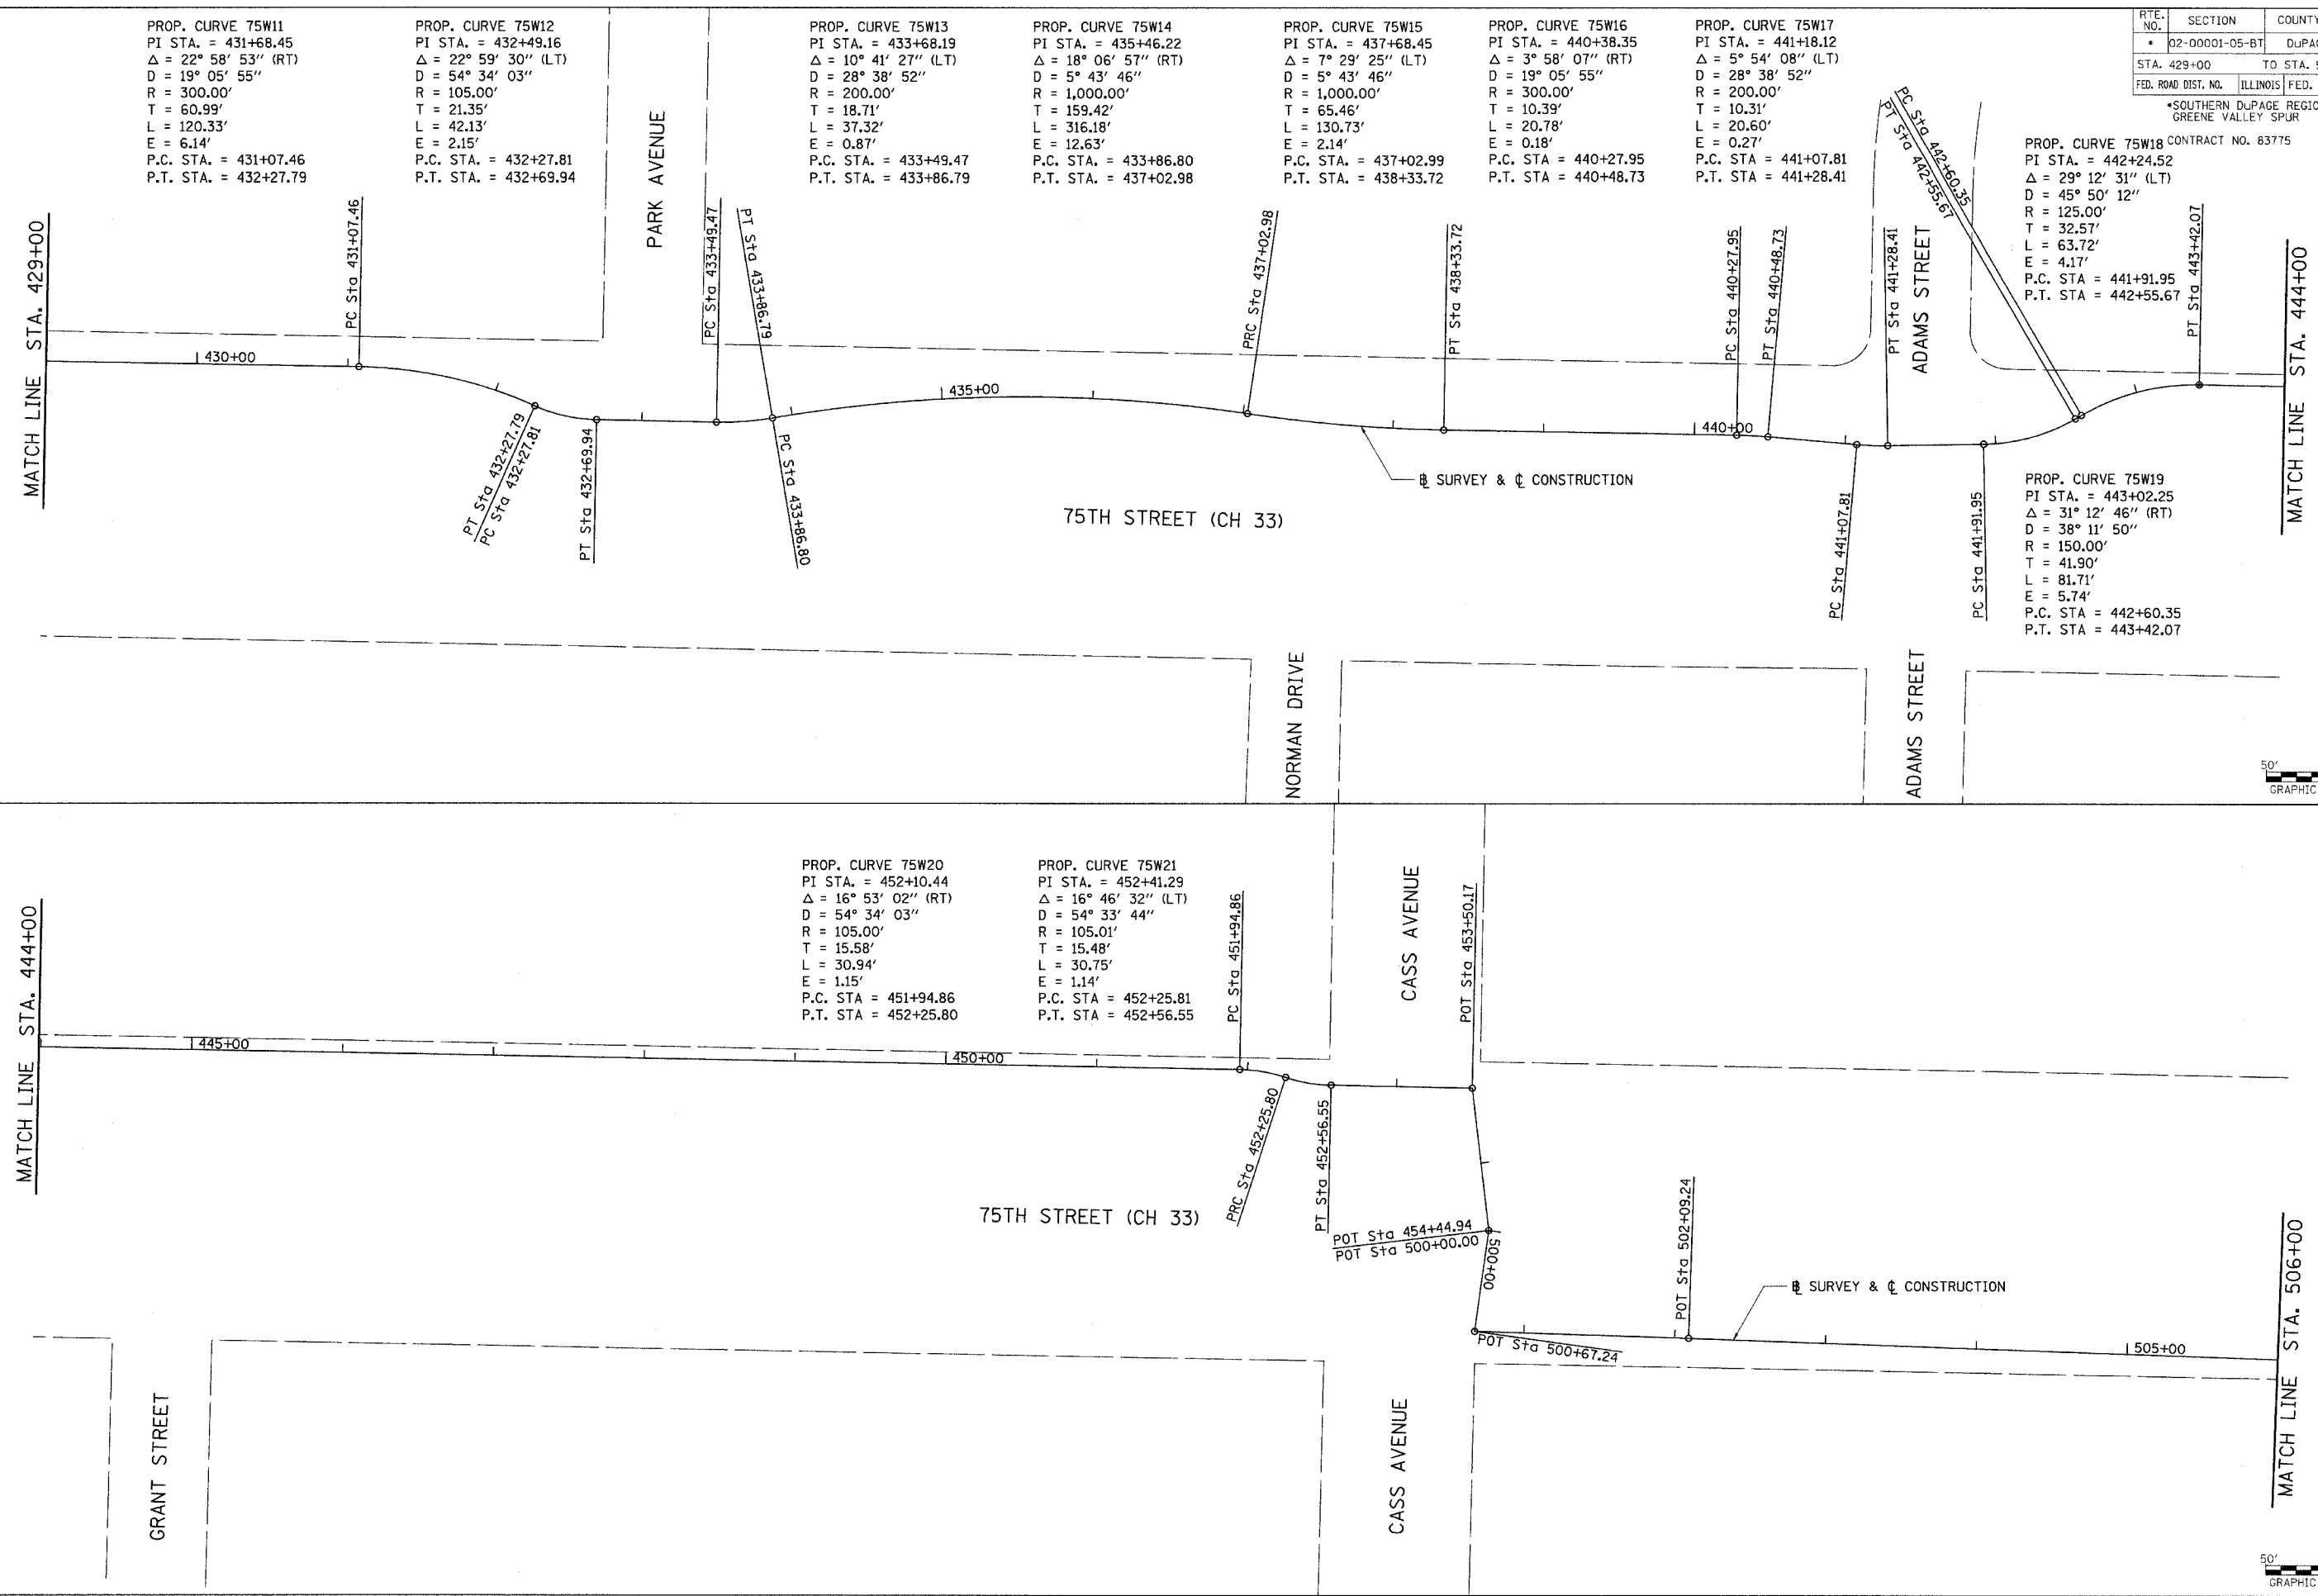 PROP. CURVE 75W11
PI STA. = 431+68.45
Δ = 22° 58' 53'' (RT)
D = 19° 05' 55''
R = 300.00'
T = 60.99'
L = 120.33'
E = 6.14'
P.C. STA. = 431+07.46
P.T. STA. = 432+27.79
PROP. CURVE 75W12
PI STA. = 432+49.16
Δ = 22° 59' 30'' (LT)
D = 54° 34' 03''
R = 105.00'
T = 21.35'
L = 42.13'
E = 2.15'
P.C. STA. = 432+27.81
P.T. STA. = 432+69.94
PARK AVENUE
PROP. CURVE 75W13
PI STA. = 433+68.19
Δ = 10° 41' 27'' (LT)
D = 28° 38' 52''
R = 200.00'
T = 18.71'
L = 37.32'
E = 0.87'
P.C. STA. = 433+49.47
P.T. STA. = 433+86.79
PROP. CURVE 75W14
PI STA. = 435+46.22
Δ = 18° 06' 57'' (RT)
D = 5° 43' 46''
R = 1,000.00'
T = 159.42'
L = 316.18'
E = 12.63'
P.C. STA. = 433+86.80
P.T. STA. = 437+02.98
PROP. CURVE 75W15
PI STA. = 437+68.45
Δ = 7° 29' 25'' (LT)
D = 5° 43' 46''
R = 1,000.00'
T = 65.46'
L = 130.73'
E = 2.14'
P.C. STA. = 437+02.99
P.T. STA. = 438+33.72
PROP. CURVE 75W16
PI STA. = 440+38.35
Δ = 3° 58' 07'' (RT)
D = 19° 05' 55''
R = 300.00'
T = 10.39'
L = 20.78'
E = 0.18'
P.C. STA = 440+27.95
P.T. STA = 440+48.73
PROP. CURVE 75W17
PI STA. = 441+18.12
Δ = 5° 54' 08'' (LT)
D = 28° 38' 52''
R = 200.00'
T = 10.31'
L = 20.60'
E = 0.27'
P.C. STA = 441+07.81
P.T. STA = 441+28.41
RTE. NO.
SECTION
COUNTY
*
02-00001-05-BT
DuPAG
STA. 429+00
TO STA.
FED. ROAD DIST. NO.
ILLINOIS
FED.
*SOUTHERN DuPAGE REGIO
GREENE VALLEY SPUR
CONTRACT NO. 83775
PROP. CURVE 75W18
PI STA. = 442+24.52
Δ = 29° 12' 31'' (LT)
D = 45° 50' 12''
R = 125.00'
T = 32.57'
L = 63.72'
E = 4.17'
P.C. STA = 441+91.95
P.T. STA = 442+55.67
MATCH LINE STA. 429+00
430+00
PC Sta 431+07.46
PT Sta 432+27.79
PC Sta 432+27.81
PT Sta 432+69.94
PC Sta 433+49.47
PT Sta 433+86.79
PC Sta 433+86.80
435+00
PRC Sta 437+02.98
PT Sta 438+33.72
440+00
PC Sta 440+27.95
PT Sta 440+48.73
PC Sta 441+07.81
PT Sta 441+28.41
ADAMS STREET
PC Sta 441+91.95
PC Sta 442+60.35
PT Sta 442+55.67
PT Sta 443+42.07
MATCH LINE STA. 444+00
℄ SURVEY & ℄ CONSTRUCTION
75TH STREET (CH 33)
PROP. CURVE 75W19
PI STA. = 443+02.25
Δ = 31° 12' 46'' (RT)
D = 38° 11' 50''
R = 150.00'
T = 41.90'
L = 81.71'
E = 5.74'
P.C. STA = 442+60.35
P.T. STA = 443+42.07
NORMAN DRIVE
ADAMS STREET
50'
GRAPHIC
PROP. CURVE 75W20
PI STA. = 452+10.44
Δ = 16° 53' 02'' (RT)
D = 54° 34' 03''
R = 105.00'
T = 15.58'
L = 30.94'
E = 1.15'
P.C. STA = 451+94.86
P.T. STA = 452+25.80
PROP. CURVE 75W21
PI STA. = 452+41.29
Δ = 16° 46' 32'' (LT)
D = 54° 33' 44''
R = 105.01'
T = 15.48'
L = 30.75'
E = 1.14'
P.C. STA = 452+25.81
P.T. STA = 452+56.55
MATCH LINE STA. 444+00
445+00
450+00
PC Sta 451+94.86
PRC Sta 452+25.80
PT Sta 452+56.55
CASS AVENUE
POT Sta 453+50.17
75TH STREET (CH 33)
POT Sta 454+44.94
POT Sta 500+00.00
500+00
POT Sta 500+67.24
POT Sta 502+09.24
℄ SURVEY & ℄ CONSTRUCTION
505+00
MATCH LINE STA. 506+00
GRANT STREET
CASS AVENUE
50'
GRAPHIC